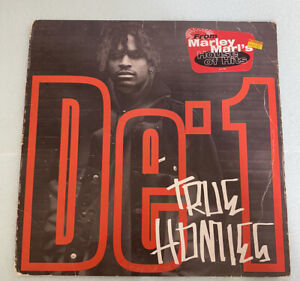 From
Marley
Marl's
HOUSE
of Hits
De'1
TRUE
HOMIES